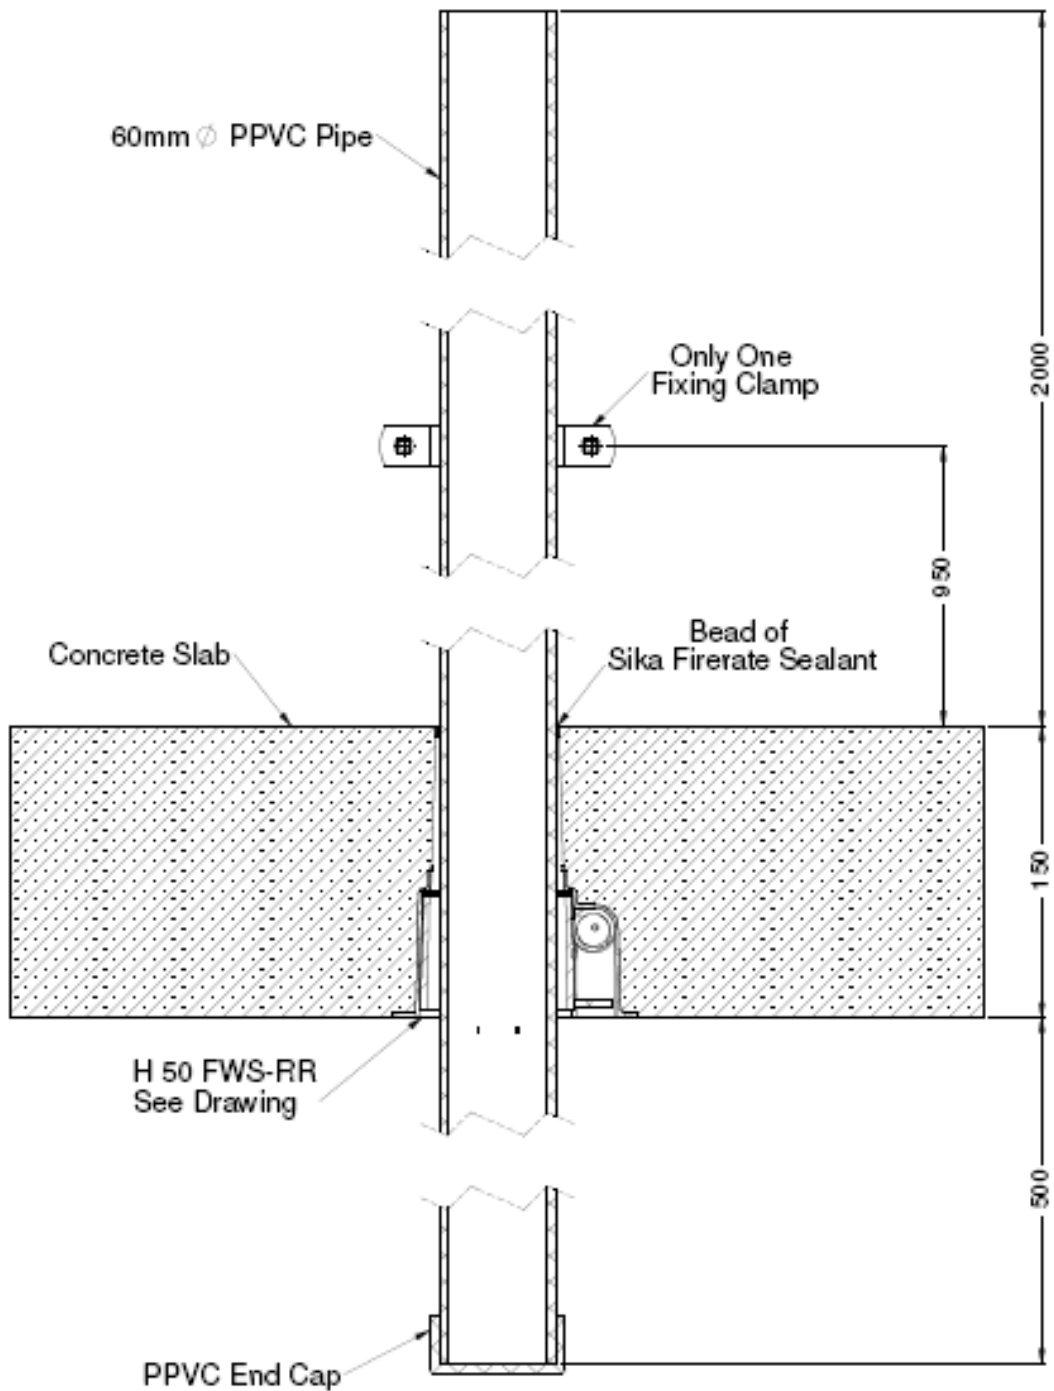 60mm ∅ PPVC Pipe
Only One
Fixing Clamp
2000
950
Concrete Slab
Bead of
Sika Firerate Sealant
150
H 50 FWS-RR
See Drawing
500
PPVC End Cap